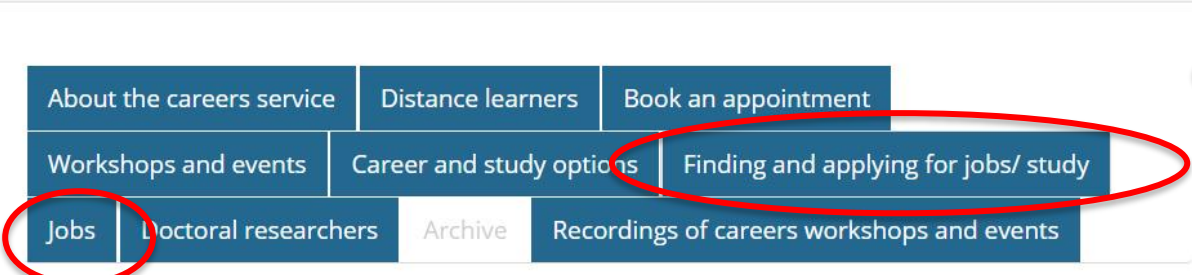 About the careers service Distance learners Book an appointment
Workshops and events Career and study options Finding and applying for jobs/ study
Jobs Doctoral researchers Archive Recordings of careers workshops and events